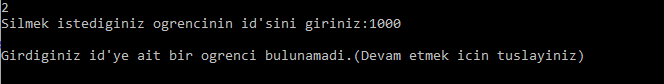 2
Silmek istediginiz ogrencinin id'sini giriniz:1000
Girdiginiz id'ye ait bir ogrenci bulunamadi.(Devam etmek icin tuslayiniz)